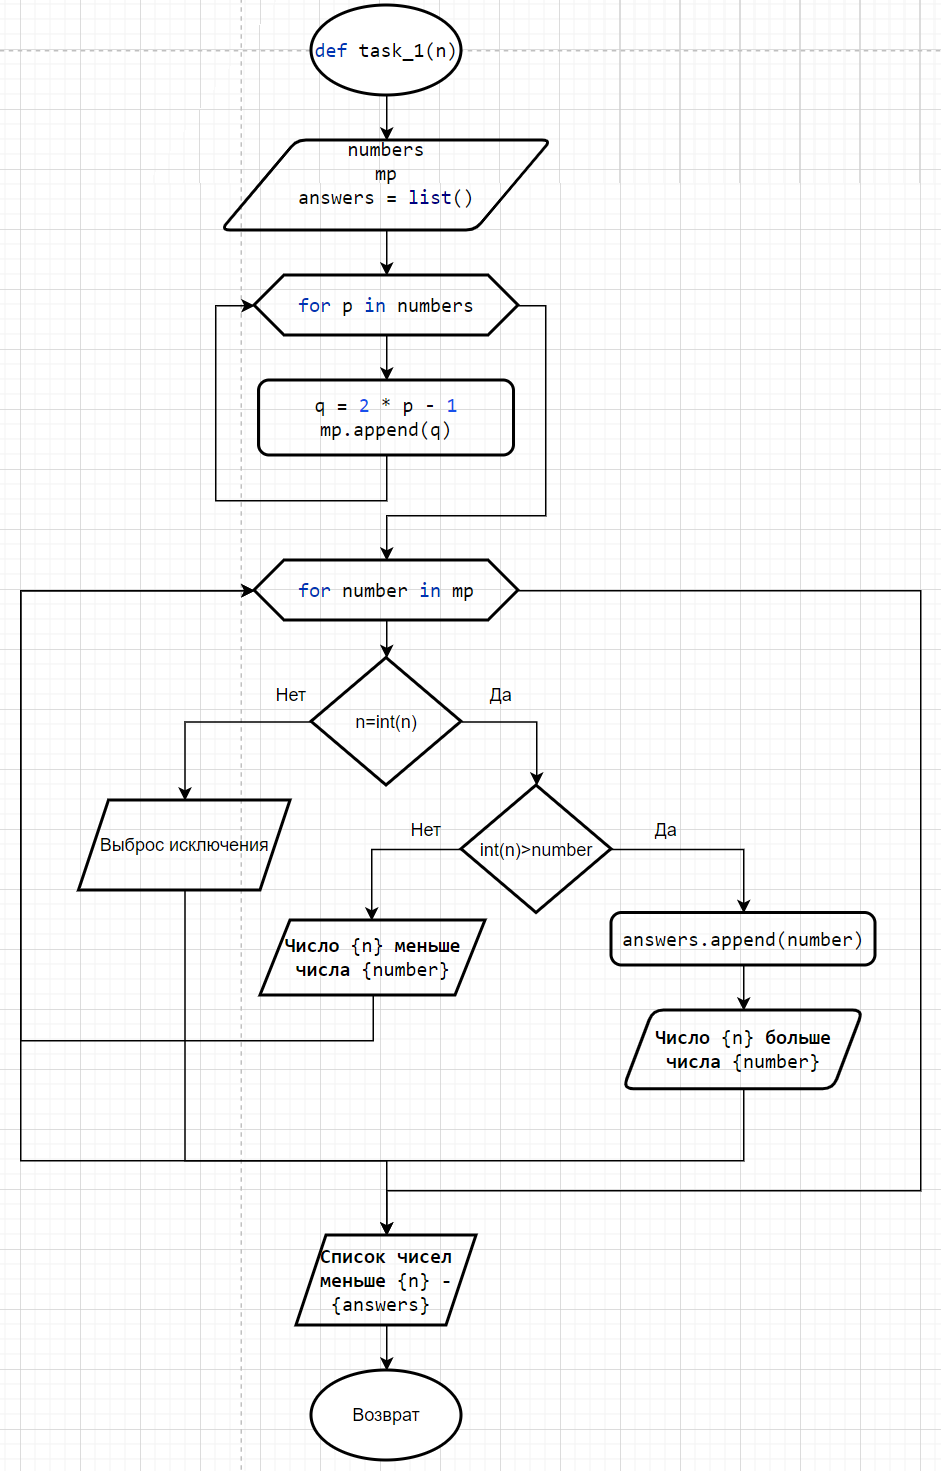 def task_1(n)
numbers
mp
answers = list()
for p in numbers
q = 2 * p - 1
mp.append(q)
for number in mp
Нет
Да
n=int(n)
Выброс исключения
Нет
Да
int(n)>number
Число {n} меньше
числа {number}
answers.append(number)
Число {n} больше
числа {number}
Список чисел
меньше {n} -
{answers}
Возврат